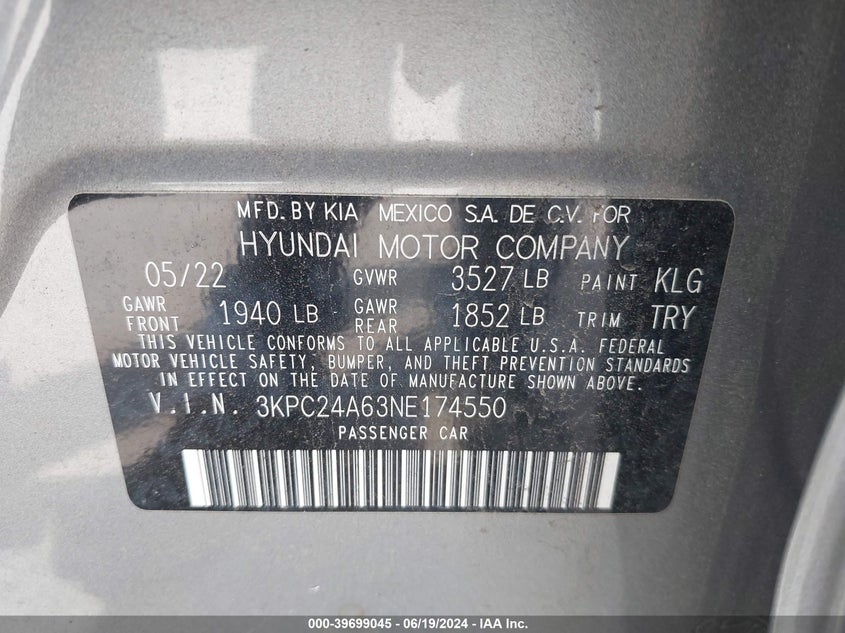 MFD. BY KIA MEXICO S.A. DE C.V. FOR
HYUNDAI MOTOR COMPANY
05/22 GVWR 3527 LB PAINT KLG
GAWR FRONT 1940 LB GAWR REAR 1852 LB TRIM TRY
THIS VEHICLE CONFORMS TO ALL APPLICABLE U.S.A. FEDERAL
MOTOR VEHICLE SAFETY, BUMPER, AND THEFT PREVENTION STANDARDS
IN EFFECT ON THE DATE OF MANUFACTURE SHOWN ABOVE.
V.I.N. 3KPC24A63NE174550
PASSENGER CAR
000-39699045 - 06/19/2024 - IAA Inc.